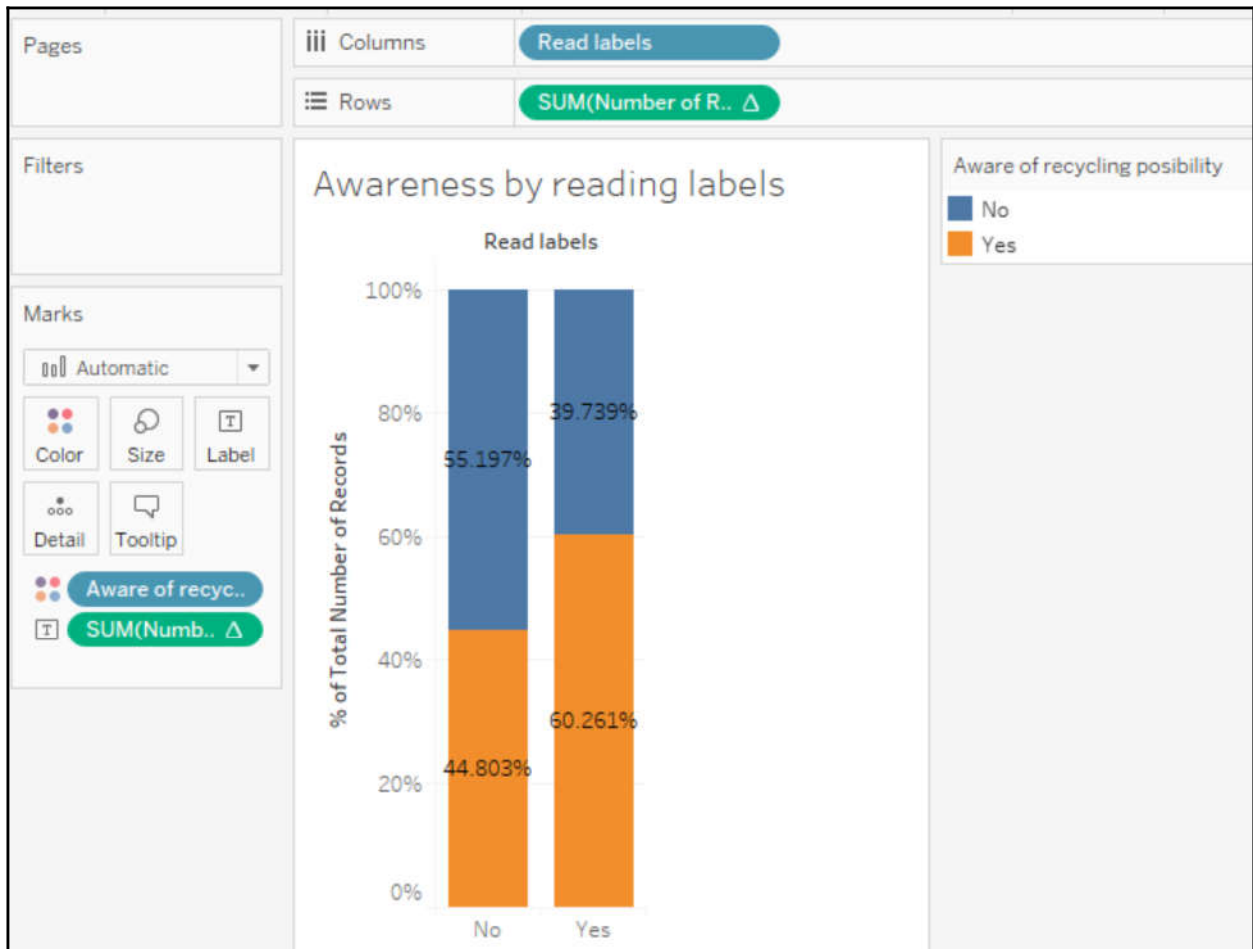 Pages
Columns
Read labels
Rows
SUM(Number of R.. Δ
Filters
Awareness by reading labels
Read labels
100%
80%
60%
40%
20%
0%
% of Total Number of Records
55.197%
39.739%
44.803%
60.261%
No
Yes
Aware of recycling posibility
No
Yes
Marks
Automatic
Color
Size
T
Label
Detail
Tooltip
Aware of recyc..
T
SUM(Numb.. Δ